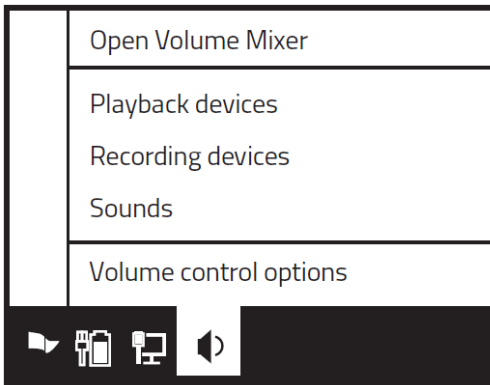 Open Volume Mixer
Playback devices
Recording devices
Sounds
Volume control options